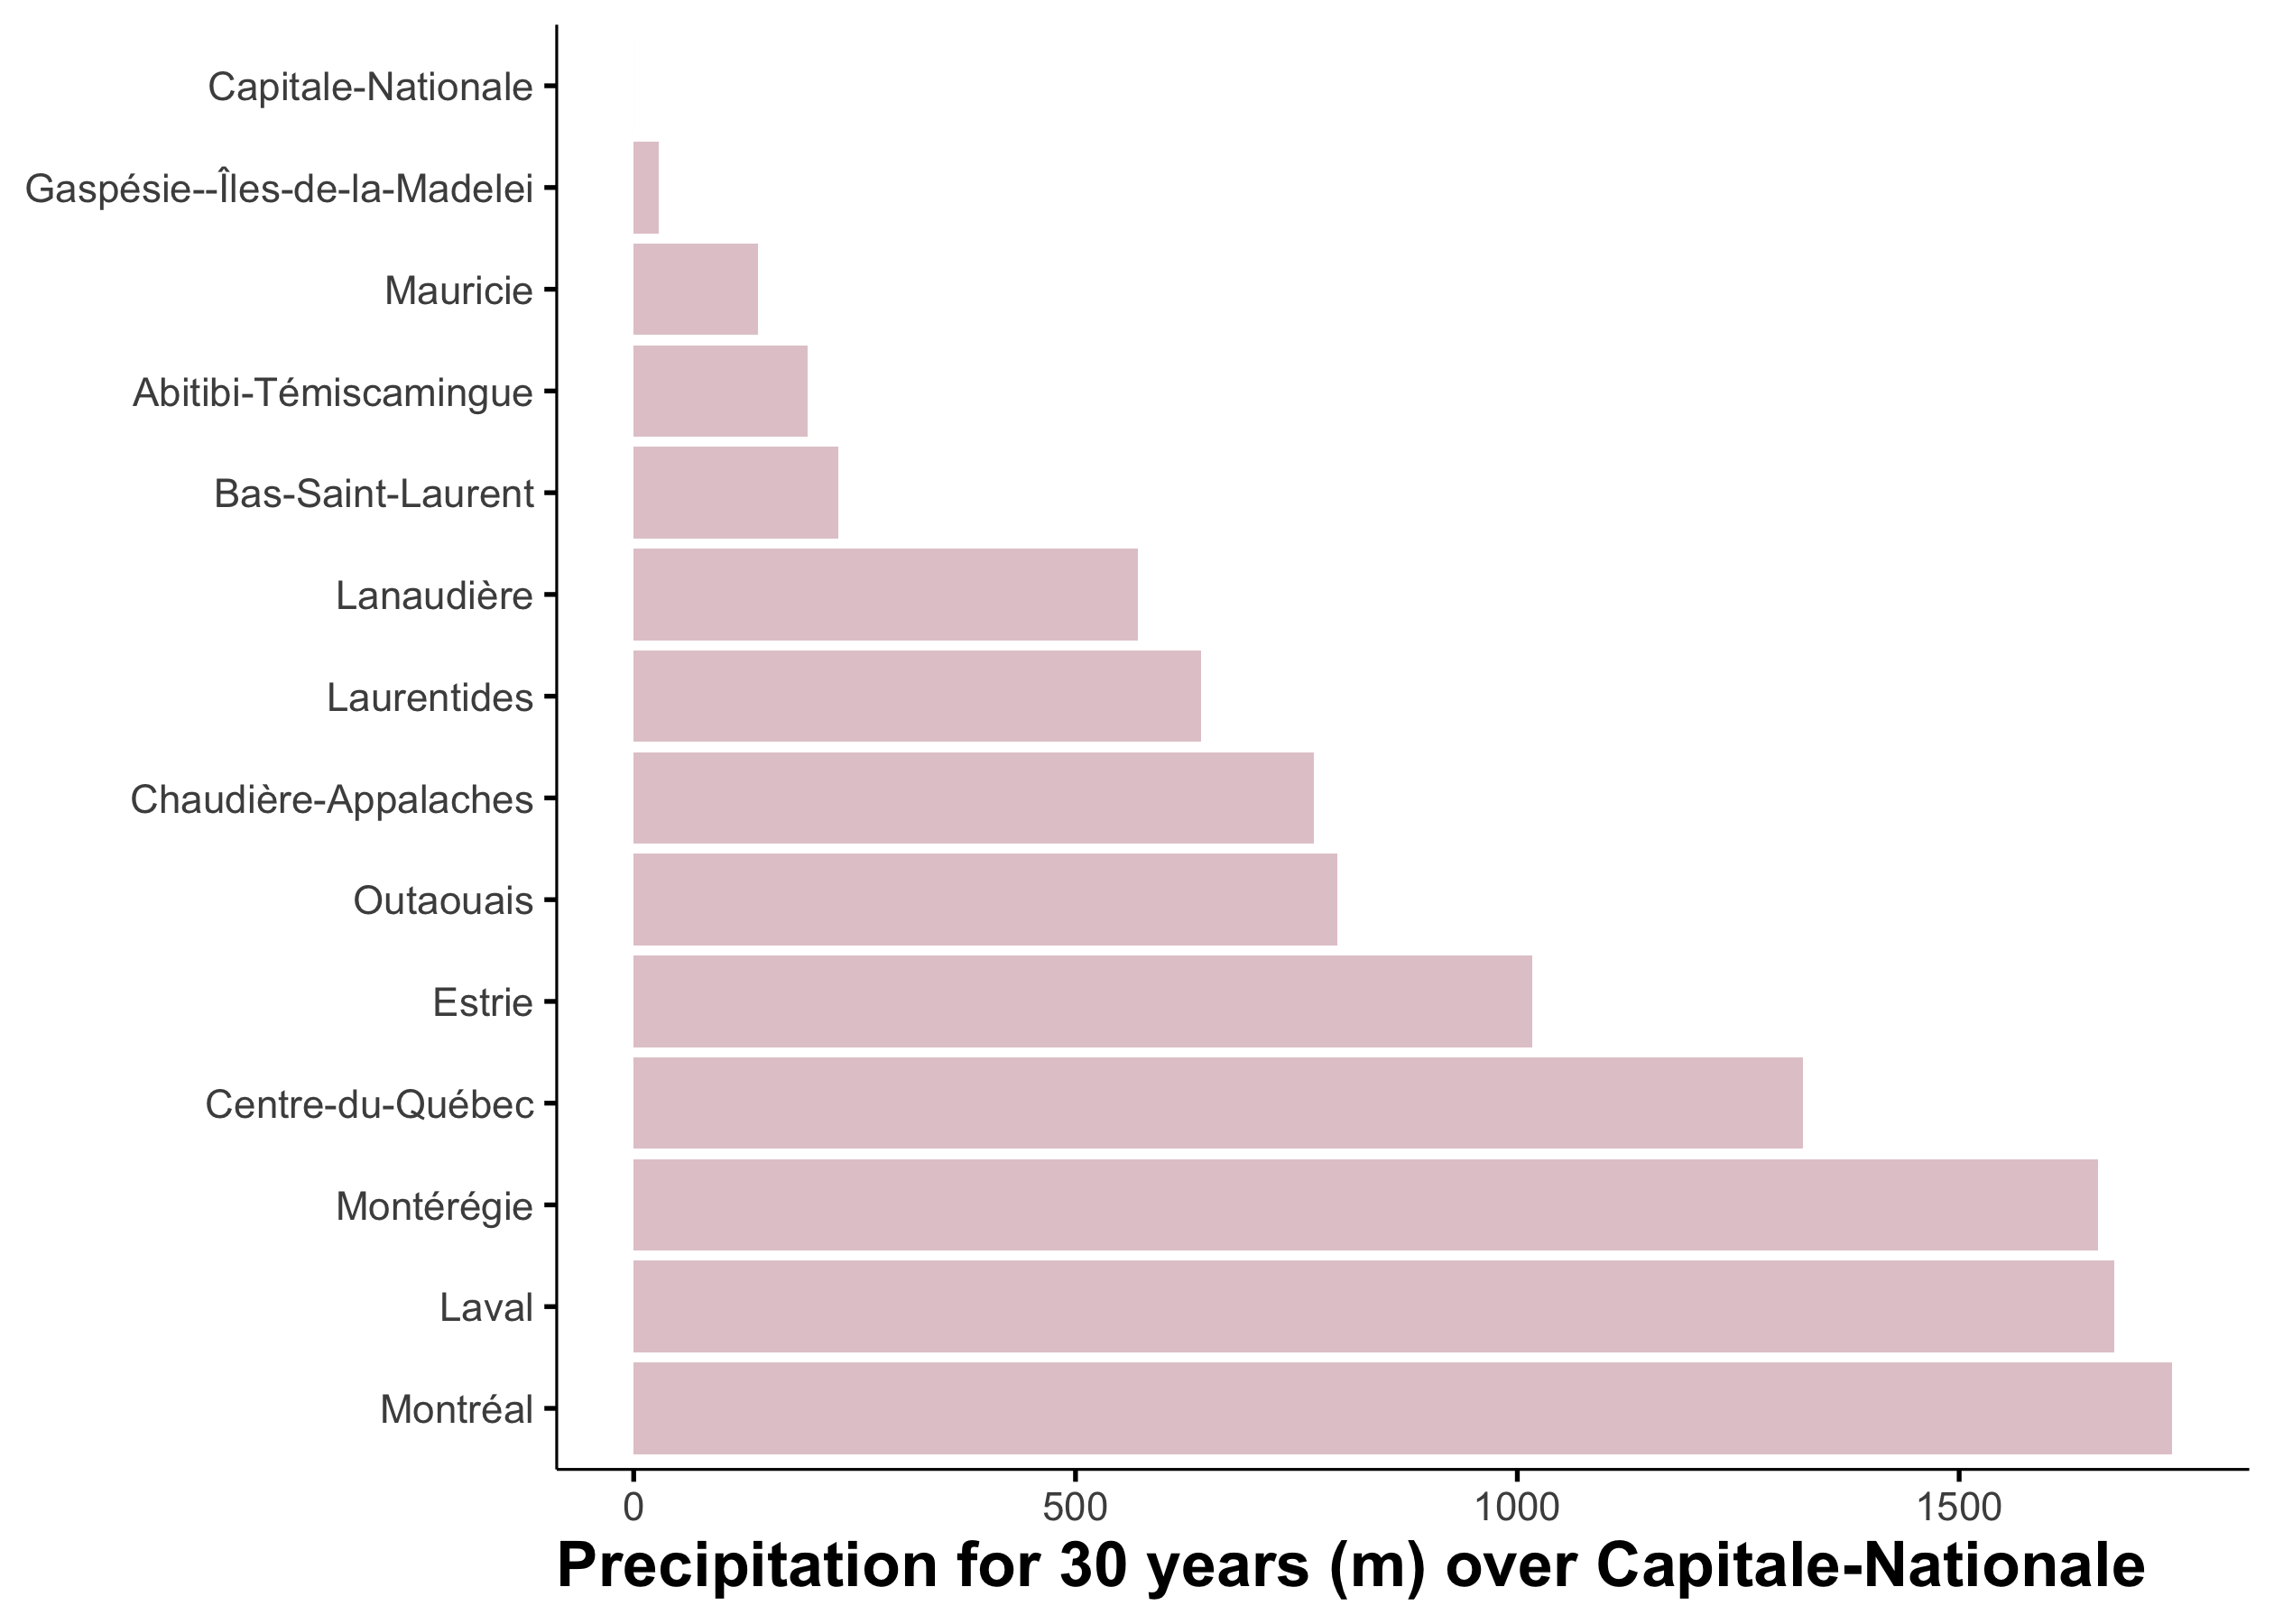 Capitale-Nationale
Gaspésie--Îles-de-la-Madelei
Mauricie
Abitibi-Témiscamingue
Bas-Saint-Laurent
Lanaudière
Laurentides
Chaudière-Appalaches
Outaouais
Estrie
Centre-du-Québec
Montérégie
Laval
Montréal
0 500 1000 1500
Precipitation for 30 years (m) over Capitale-Nationale